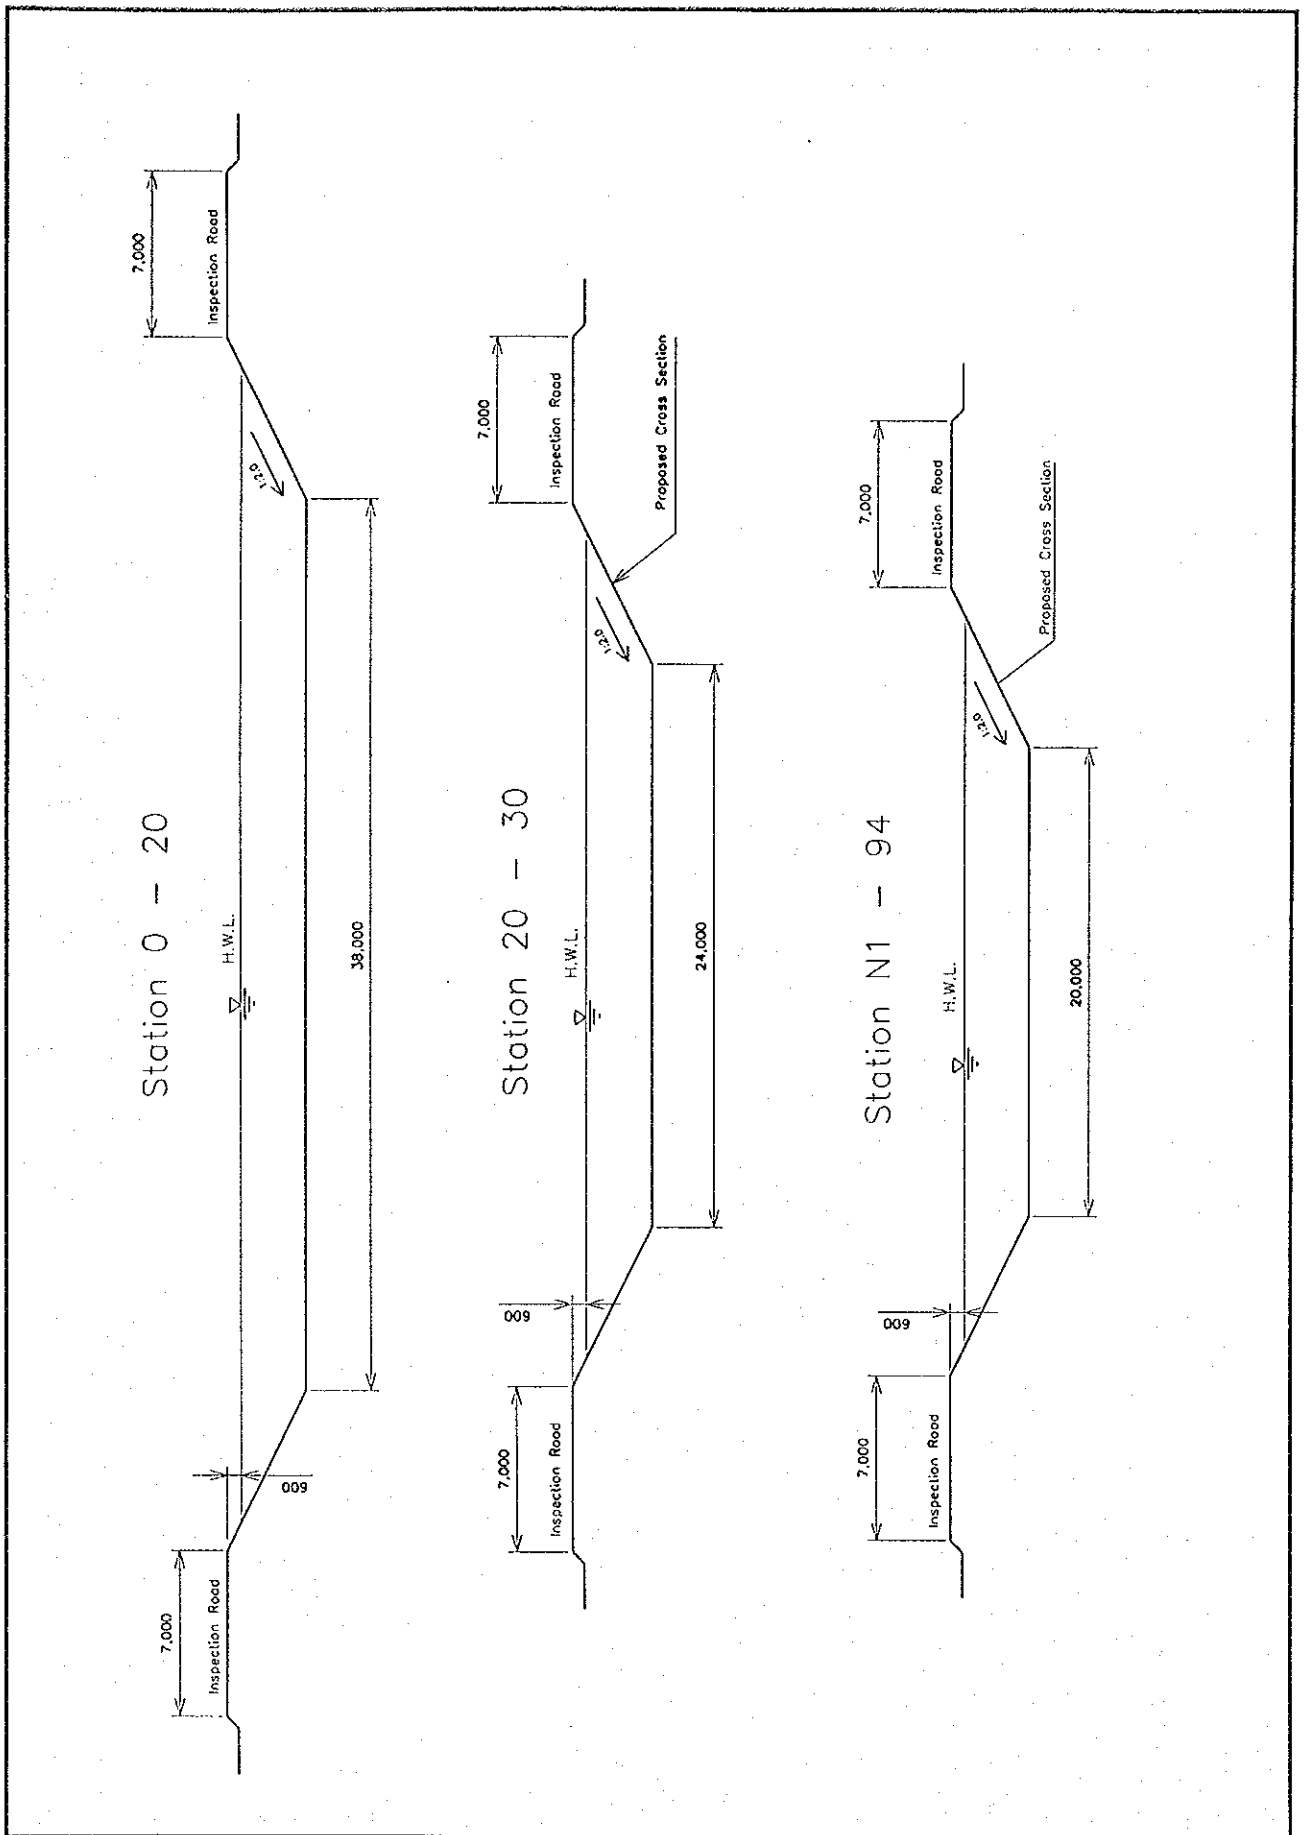 Station 0 - 20
7,000
Inspection Road
600
H.W.L.
1:2.0
38,000
7,000
Inspection Road
Station 20 - 30
7,000
Inspection Road
600
H.W.L.
1:2.0
24,000
7,000
Inspection Road
Proposed Cross Section
Station N1 - 94
7,000
Inspection Road
600
H.W.L.
1:2.0
20,000
7,000
Inspection Road
Proposed Cross Section